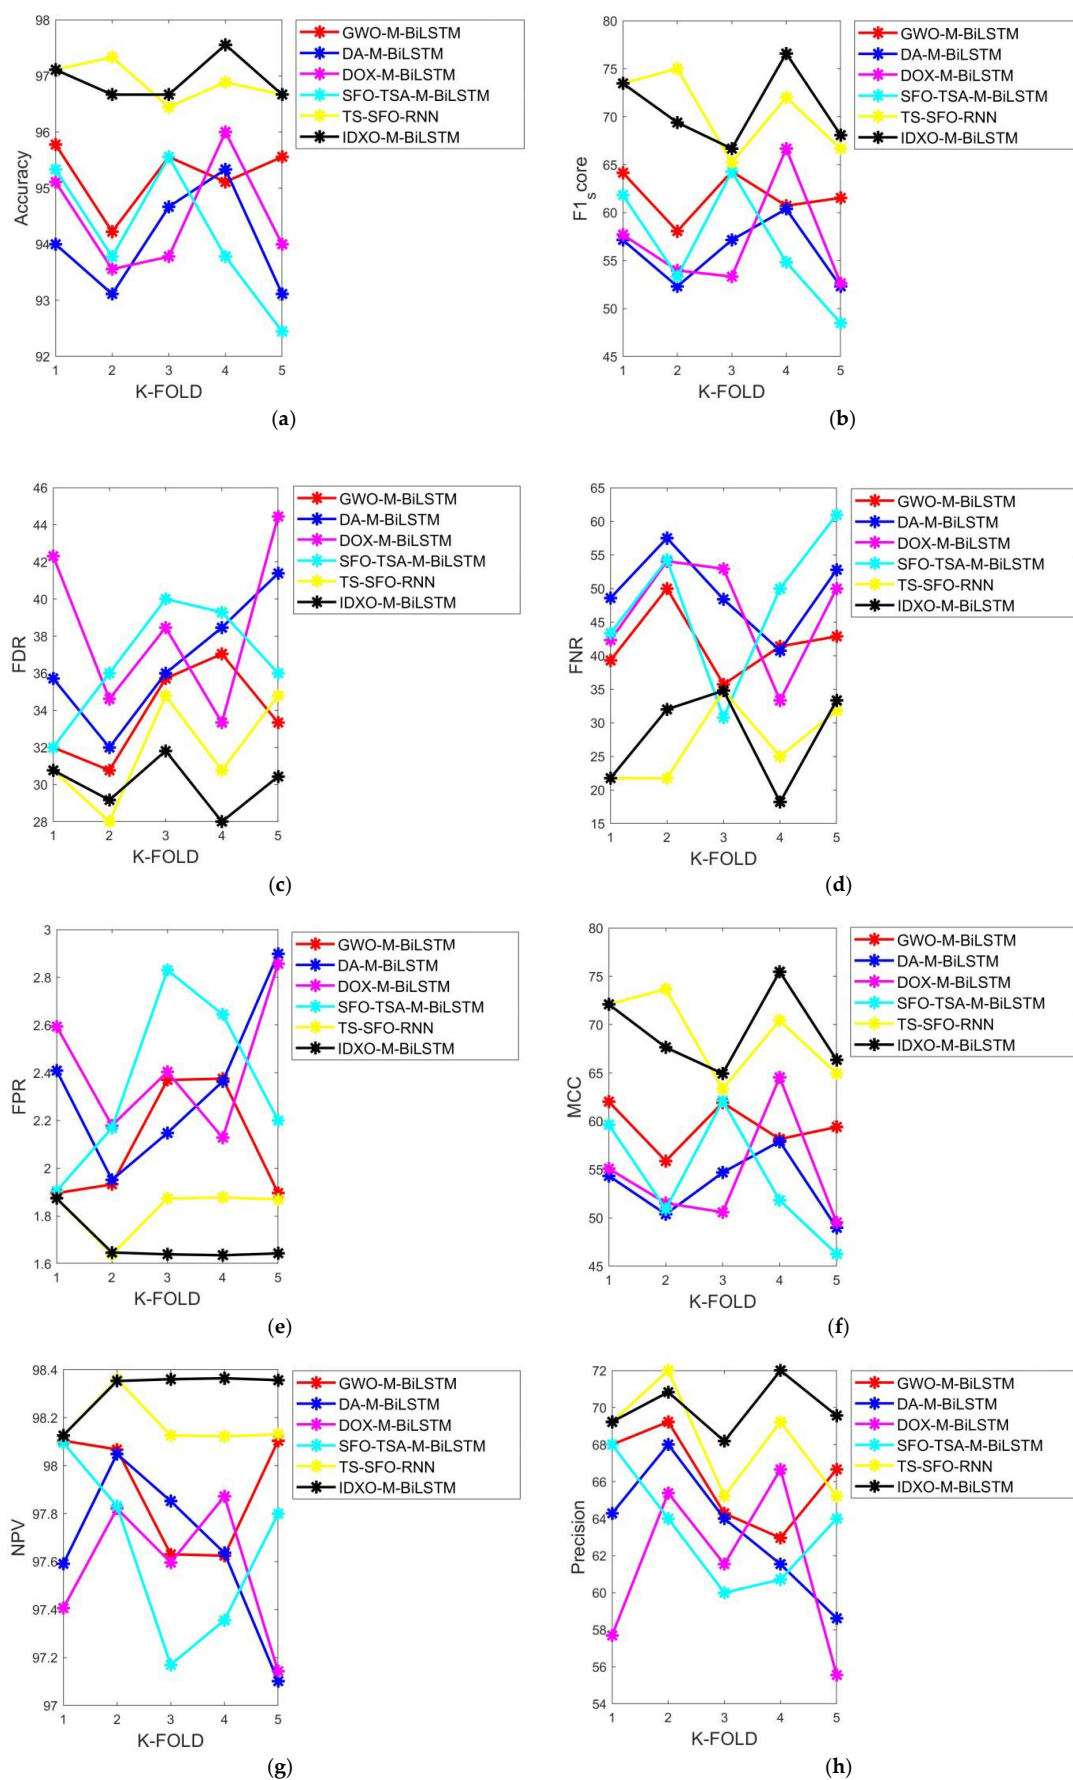 98
97
96
95
94
93
92
Accuracy
1 2 3 4 5
K-FOLD
GWO-M-BiLSTM
DA-M-BiLSTM
DOX-M-BiLSTM
SFO-TSA-M-BiLSTM
TS-SFO-RNN
IDXO-M-BiLSTM
(a)
80
75
70
65
60
55
50
45
F1s core
1 2 3 4 5
K-FOLD
GWO-M-BiLSTM
DA-M-BiLSTM
DOX-M-BiLSTM
SFO-TSA-M-BiLSTM
TS-SFO-RNN
IDXO-M-BiLSTM
(b)
46
44
42
40
38
36
34
32
30
28
FDR
1 2 3 4 5
K-FOLD
GWO-M-BiLSTM
DA-M-BiLSTM
DOX-M-BiLSTM
SFO-TSA-M-BiLSTM
TS-SFO-RNN
IDXO-M-BiLSTM
(c)
65
60
55
50
45
40
35
30
25
20
15
FNR
1 2 3 4 5
K-FOLD
GWO-M-BiLSTM
DA-M-BiLSTM
DOX-M-BiLSTM
SFO-TSA-M-BiLSTM
TS-SFO-RNN
IDXO-M-BiLSTM
(d)
3
2.8
2.6
2.4
2.2
2
1.8
1.6
FPR
1 2 3 4 5
K-FOLD
GWO-M-BiLSTM
DA-M-BiLSTM
DOX-M-BiLSTM
SFO-TSA-M-BiLSTM
TS-SFO-RNN
IDXO-M-BiLSTM
(e)
80
75
70
65
60
55
50
45
MCC
1 2 3 4 5
K-FOLD
GWO-M-BiLSTM
DA-M-BiLSTM
DOX-M-BiLSTM
SFO-TSA-M-BiLSTM
TS-SFO-RNN
IDXO-M-BiLSTM
(f)
98.4
98.2
98
97.8
97.6
97.4
97.2
97
NPV
1 2 3 4 5
K-FOLD
GWO-M-BiLSTM
DA-M-BiLSTM
DOX-M-BiLSTM
SFO-TSA-M-BiLSTM
TS-SFO-RNN
IDXO-M-BiLSTM
(g)
72
70
68
66
64
62
60
58
56
54
Precision
1 2 3 4 5
K-FOLD
GWO-M-BiLSTM
DA-M-BiLSTM
DOX-M-BiLSTM
SFO-TSA-M-BiLSTM
TS-SFO-RNN
IDXO-M-BiLSTM
(h)